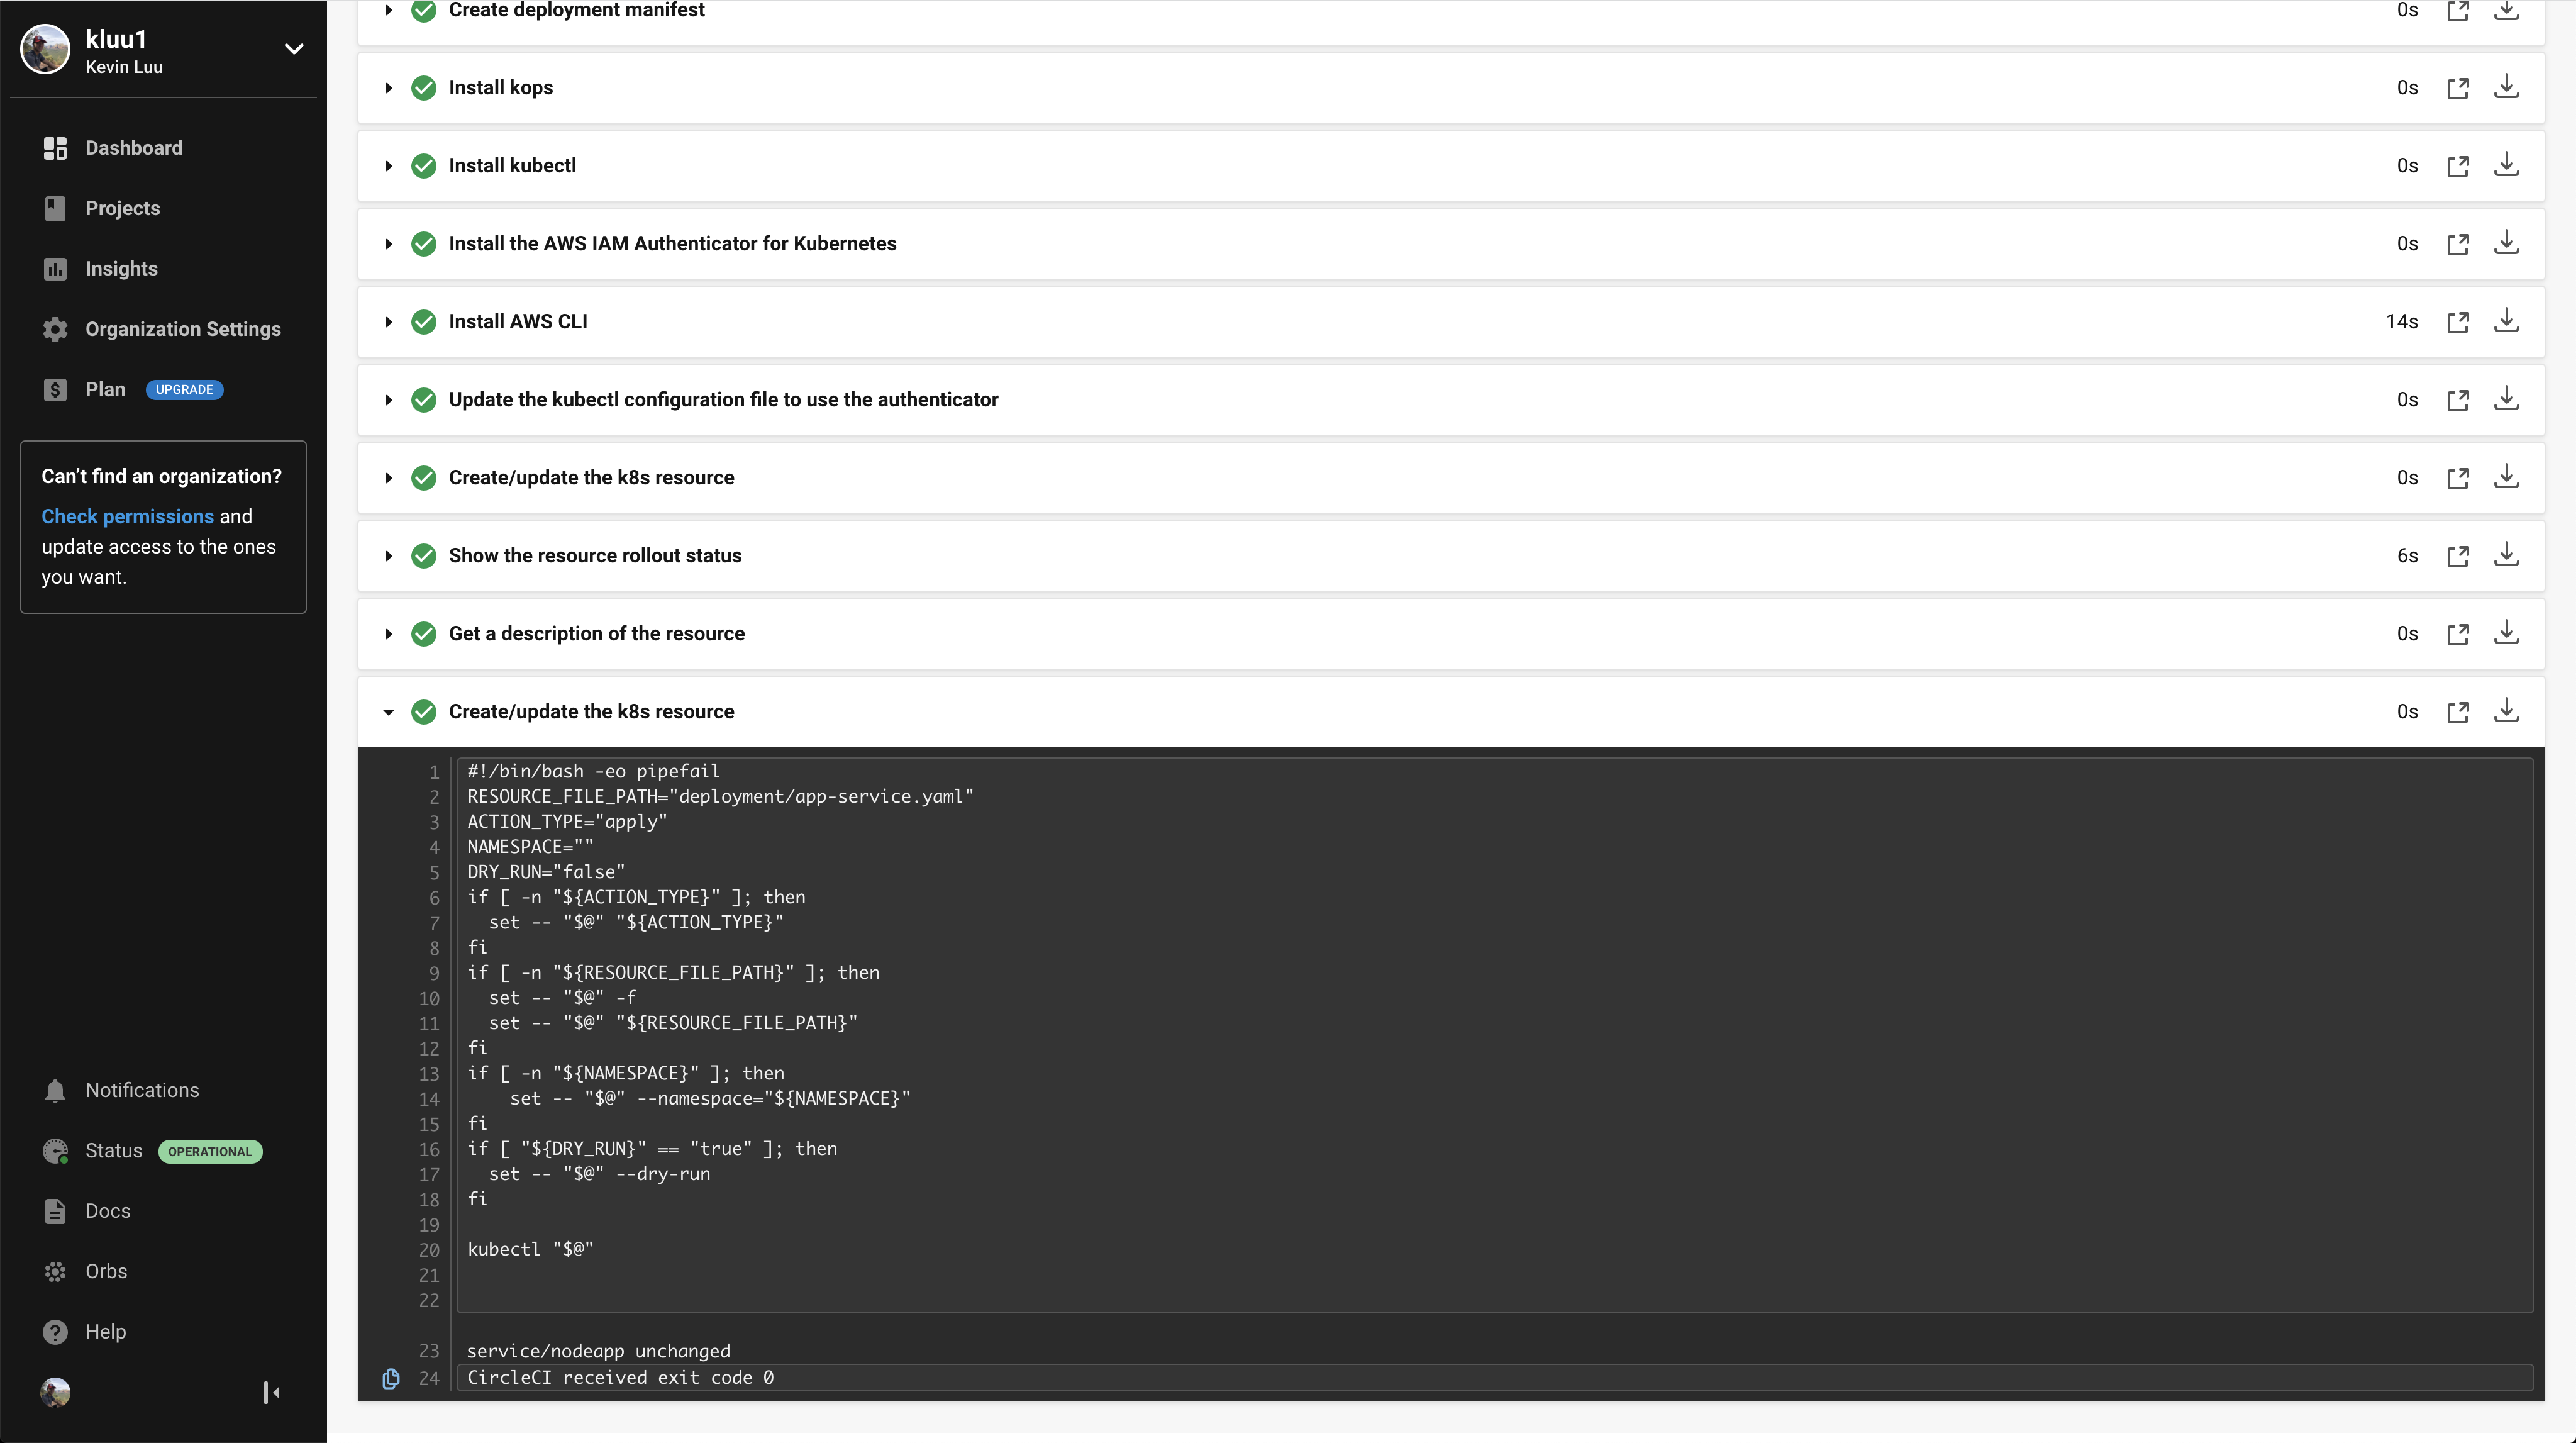 kluu1
Kevin Luu
Dashboard
Projects
Insights
Organization Settings
Plan UPGRADE
Can’t find an organization?
Check permissions and
update access to the ones
you want.
Notifications
Status OPERATIONAL
Docs
Orbs
Help
Create deployment manifest 0s
Install kops 0s
Install kubectl 0s
Install the AWS IAM Authenticator for Kubernetes 0s
Install AWS CLI 14s
Update the kubectl configuration file to use the authenticator 0s
Create/update the k8s resource 0s
Show the resource rollout status 6s
Get a description of the resource 0s
Create/update the k8s resource 0s
1 #!/bin/bash -eo pipefail
2 RESOURCE_FILE_PATH="deployment/app-service.yaml"
3 ACTION_TYPE="apply"
4 NAMESPACE=""
5 DRY_RUN="false"
6 if [ -n "${ACTION_TYPE}" ]; then
7   set -- "$@" "${ACTION_TYPE}"
8 fi
9 if [ -n "${RESOURCE_FILE_PATH}" ]; then
10   set -- "$@" -f
11   set -- "$@" "${RESOURCE_FILE_PATH}"
12 fi
13 if [ -n "${NAMESPACE}" ]; then
14     set -- "$@" --namespace="${NAMESPACE}"
15 fi
16 if [ "${DRY_RUN}" == "true" ]; then
17   set -- "$@" --dry-run
18 fi
19
20 kubectl "$@"
21
22
23 service/nodeapp unchanged
24 CircleCI received exit code 0